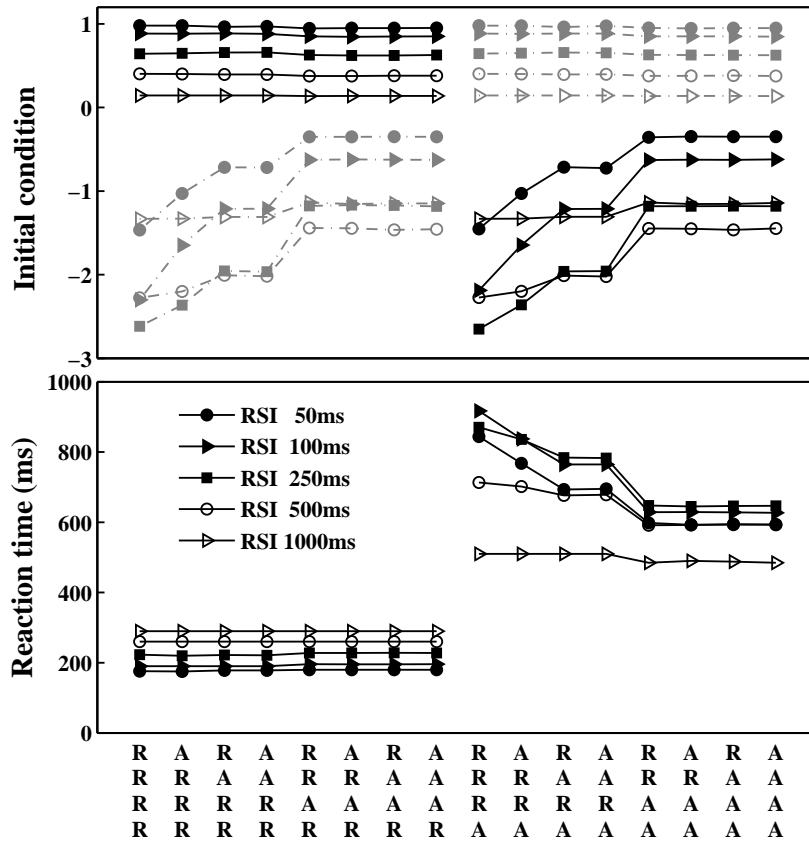 Initial condition
1
0
−1
−2
−3
Reaction time (ms)
1000
800
600
400
200
0
RSI 50ms
RSI 100ms
RSI 250ms
RSI 500ms
RSI 1000ms
R A R A R A R A R A R A R A R A
R R A A R R A A R R A A R R A A
R R R R A A A A R R R R A A A A
R R R R R R R R A A A A A A A A